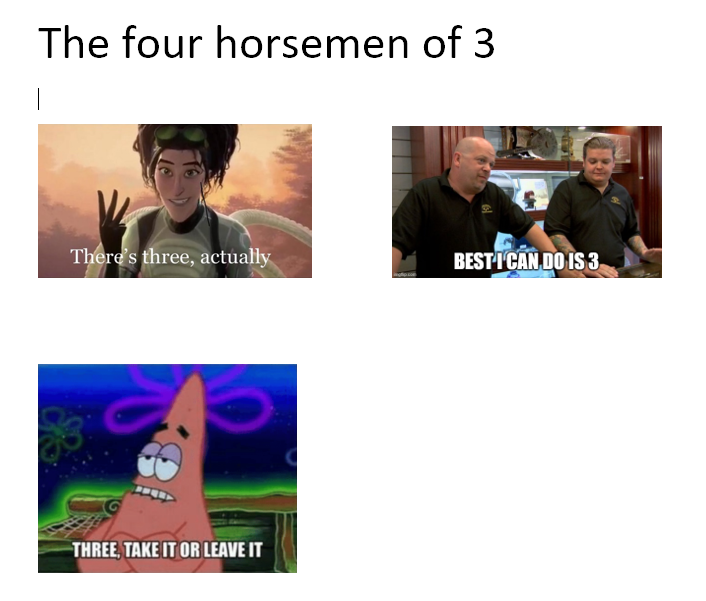 The four horsemen of 3
There's three, actually
BEST I CAN DO IS 3
THREE, TAKE IT OR LEAVE IT